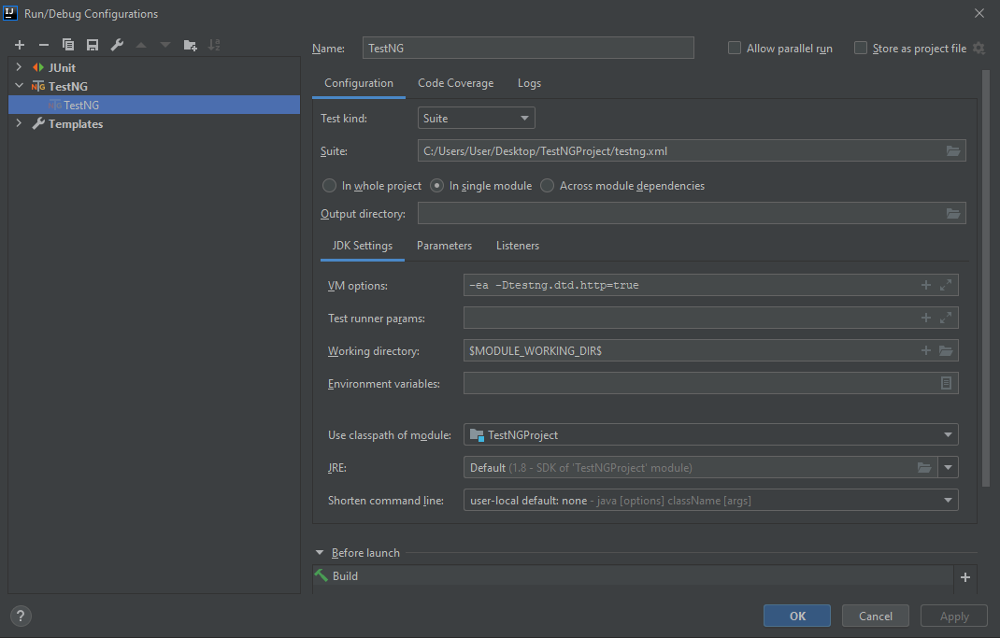 Run/Debug Configurations
Name: TestNG Allow parallel run Store as project file
JUnit
TestNG
TestNG
Templates
Configuration Code Coverage Logs
Test kind: Suite
Suite: C:/Users/User/Desktop/TestNGProject/testng.xml
In whole project In single module Across module dependencies
Output directory:
JDK Settings Parameters Listeners
VM options: -ea -Dtestng.dtd.http=true
Test runner params:
Working directory: $MODULE_WORKING_DIR$
Environment variables:
Use classpath of module: TestNGProject
JRE: Default (1.8 - SDK of 'TestNGProject' module)
Shorten command line: user-local default: none - java [options] className [args]
Before launch
Build
? OK Cancel Apply